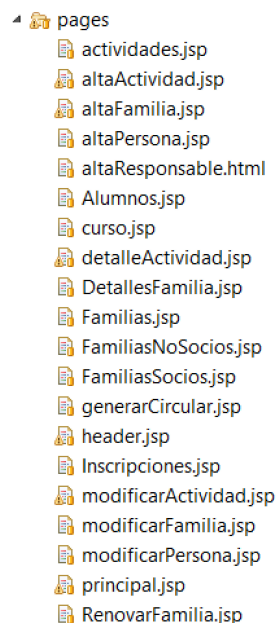 pages
actividades.jsp
altaActividad.jsp
altaFamilia.jsp
altaPersona.jsp
altaResponsable.html
Alumnos.jsp
curso.jsp
detalleActividad.jsp
DetallesFamilia.jsp
Familias.jsp
FamiliasNoSocios.jsp
FamiliasSocios.jsp
generarCircular.jsp
header.jsp
Inscripciones.jsp
modificarActividad.jsp
modificarFamilia.jsp
modificarPersona.jsp
principal.jsp
RenovarFamilia.jsp